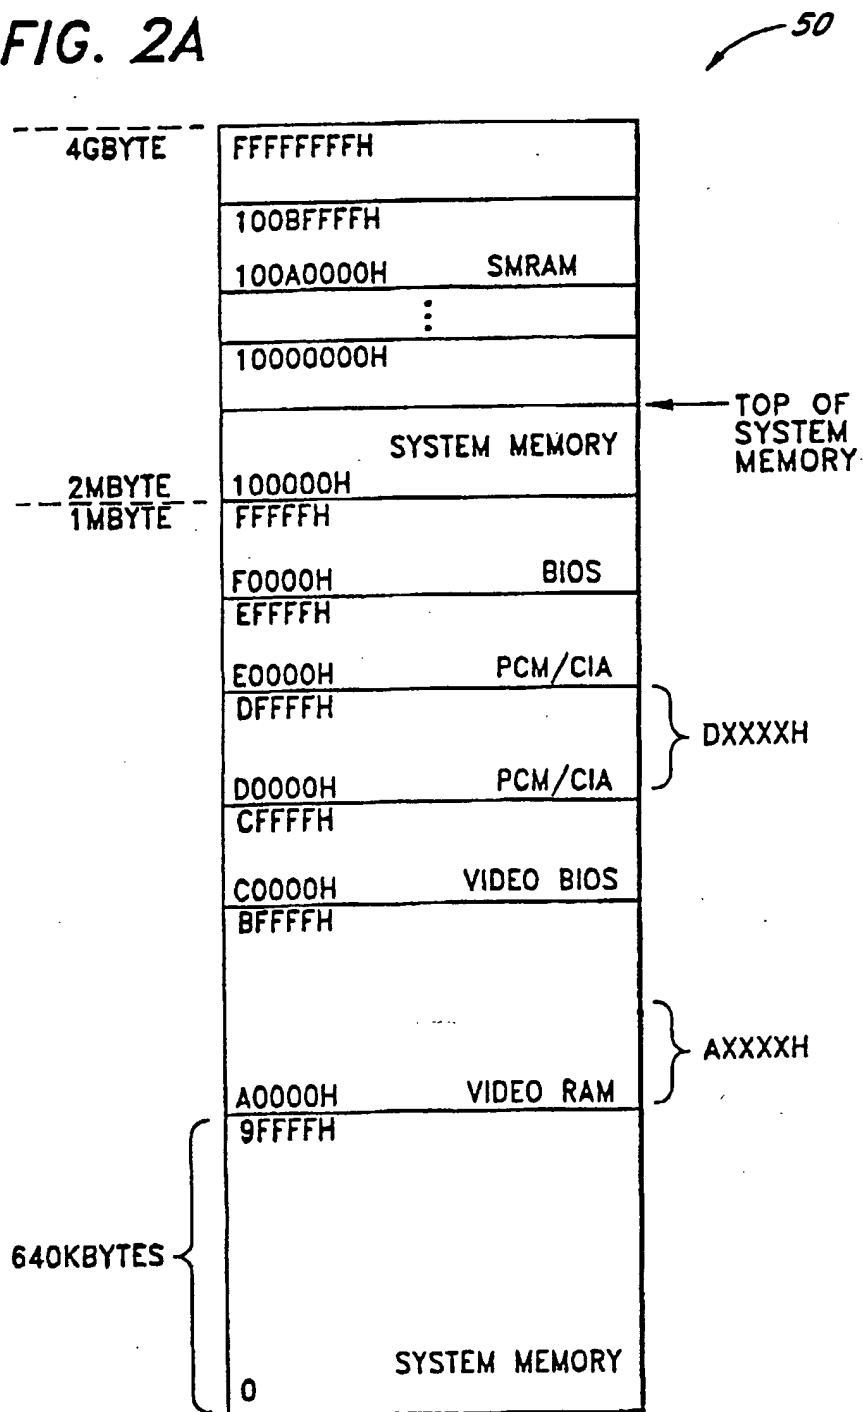 FIG. 2A
50
4GBYTE
FFFFFFFFH
100BFFFFH
100A0000H SMRAM
10000000H
TOP OF
SYSTEM
MEMORY
SYSTEM MEMORY
2MBYTE
100000H
1MBYTE
FFFFFH
F0000H BIOS
EFFFFH
E0000H PCM/CIA
DFFFFH
DXXXXH
D0000H PCM/CIA
CFFFFH
C0000H VIDEO BIOS
BFFFFH
AXXXXH
A0000H VIDEO RAM
9FFFFH
640KBYTES
SYSTEM MEMORY
0